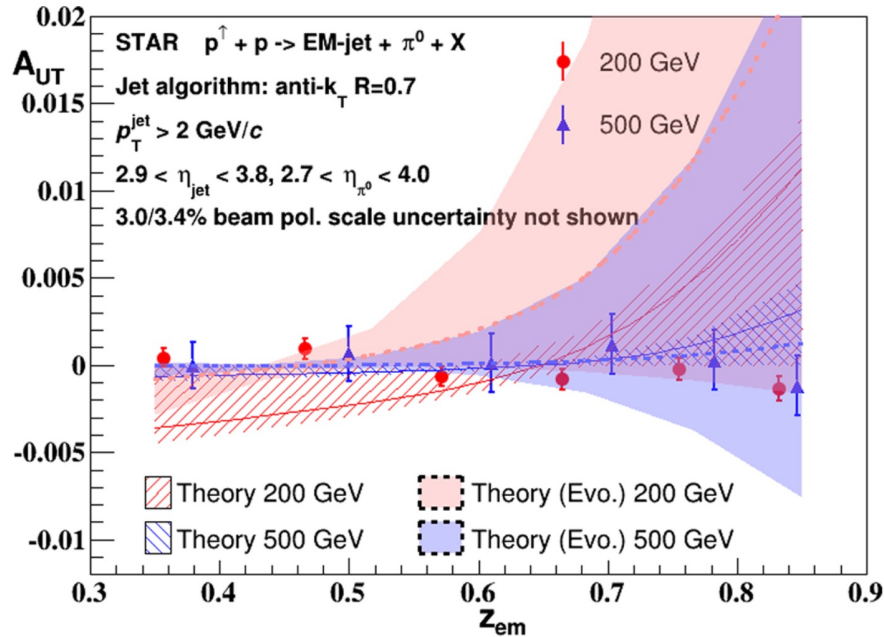 0.02
STAR p↑ + p -> EM-jet + π⁰ + X
A_UT
Jet algorithm: anti-k_T R=0.7
200 GeV
0.015
p_T^jet > 2 GeV/c
500 GeV
2.9 < η_jet < 3.8, 2.7 < η_π⁰ < 4.0
0.01
3.0/3.4% beam pol. scale uncertainty not shown
0.005
0
-0.005
Theory 200 GeV
Theory (Evo.) 200 GeV
Theory 500 GeV
Theory (Evo.) 500 GeV
-0.01
0.3 0.4 0.5 0.6 0.7 0.8 0.9
z_em